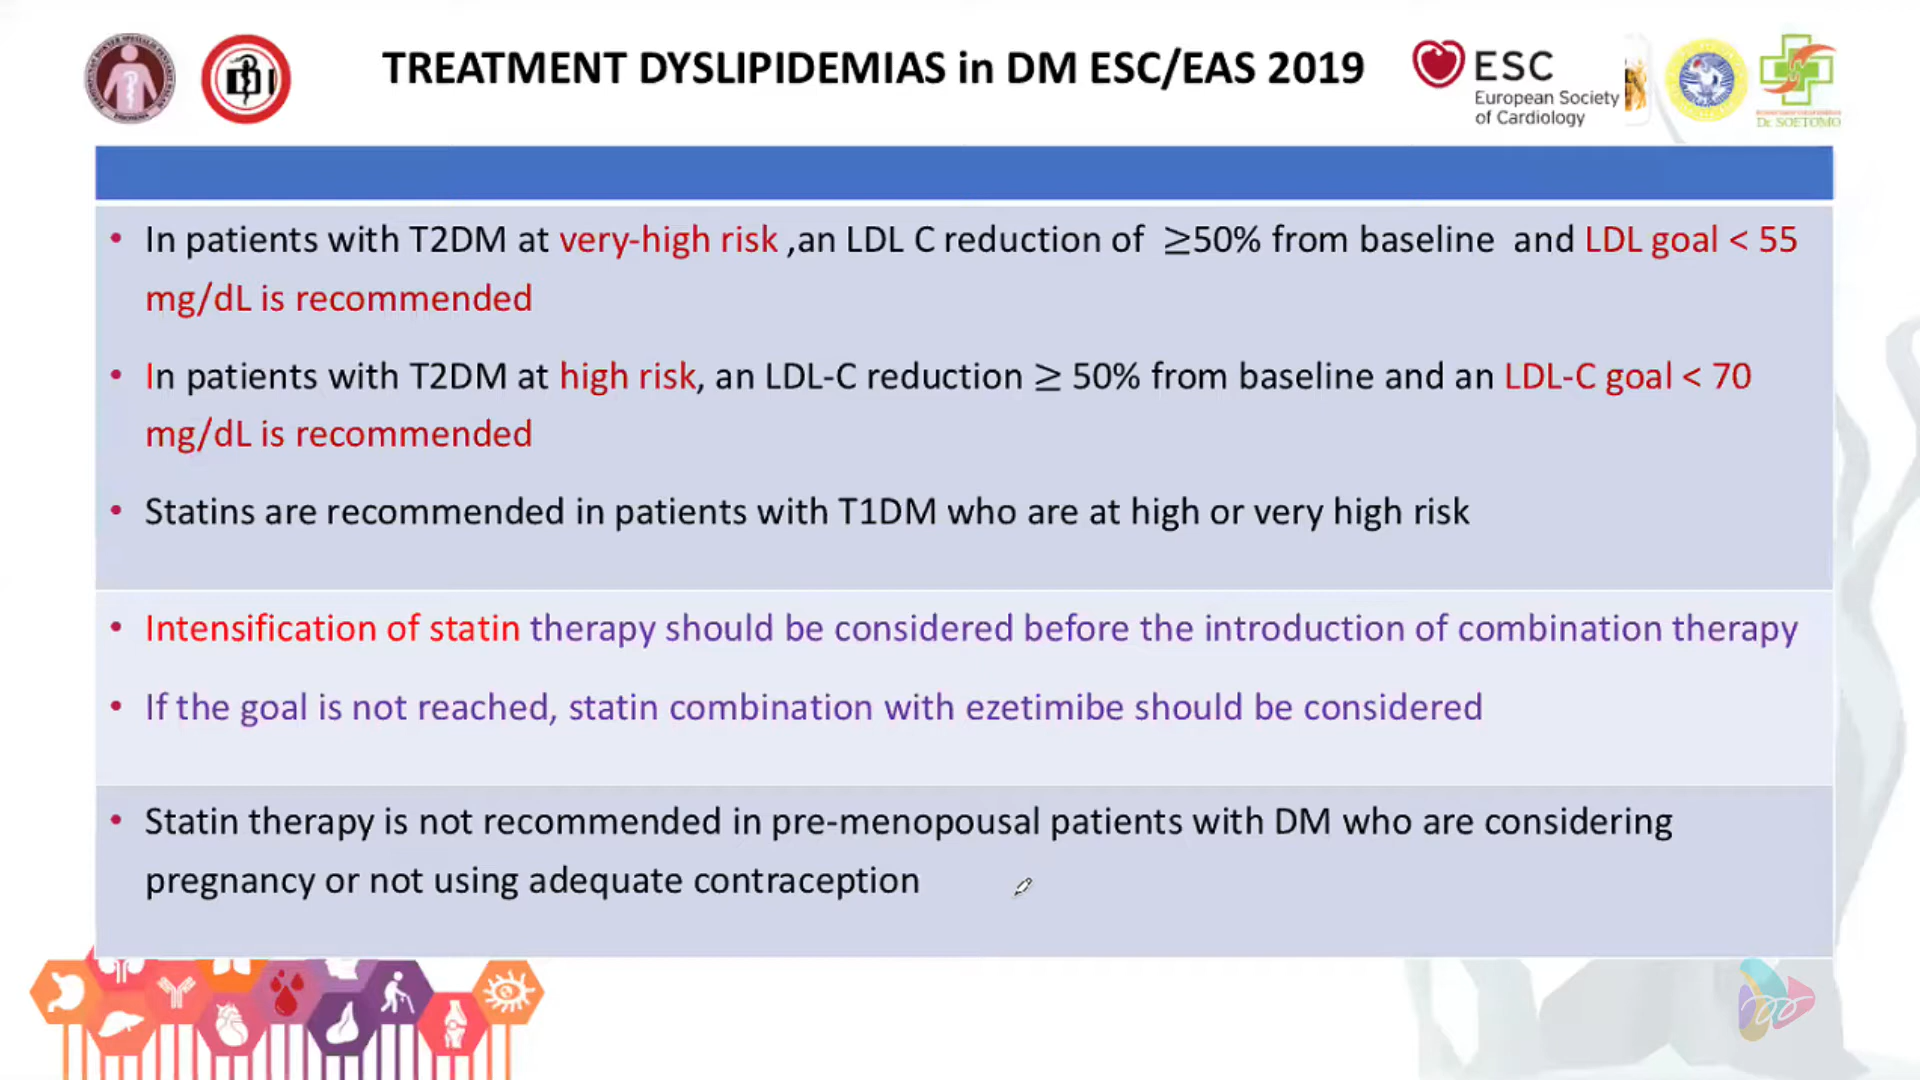 TREATMENT DYSLIPIDEMIAS in DM ESC/EAS 2019
ESC
European Society
of Cardiology
Dr. SOETOMO
• In patients with T2DM at very-high risk ,an LDL C reduction of ≥50% from baseline and LDL goal < 55
mg/dL is recommended
• In patients with T2DM at high risk, an LDL-C reduction ≥ 50% from baseline and an LDL-C goal < 70
mg/dL is recommended
• Statins are recommended in patients with T1DM who are at high or very high risk
• Intensification of statin therapy should be considered before the introduction of combination therapy
• If the goal is not reached, statin combination with ezetimibe should be considered
• Statin therapy is not recommended in pre-menopousal patients with DM who are considering
pregnancy or not using adequate contraception